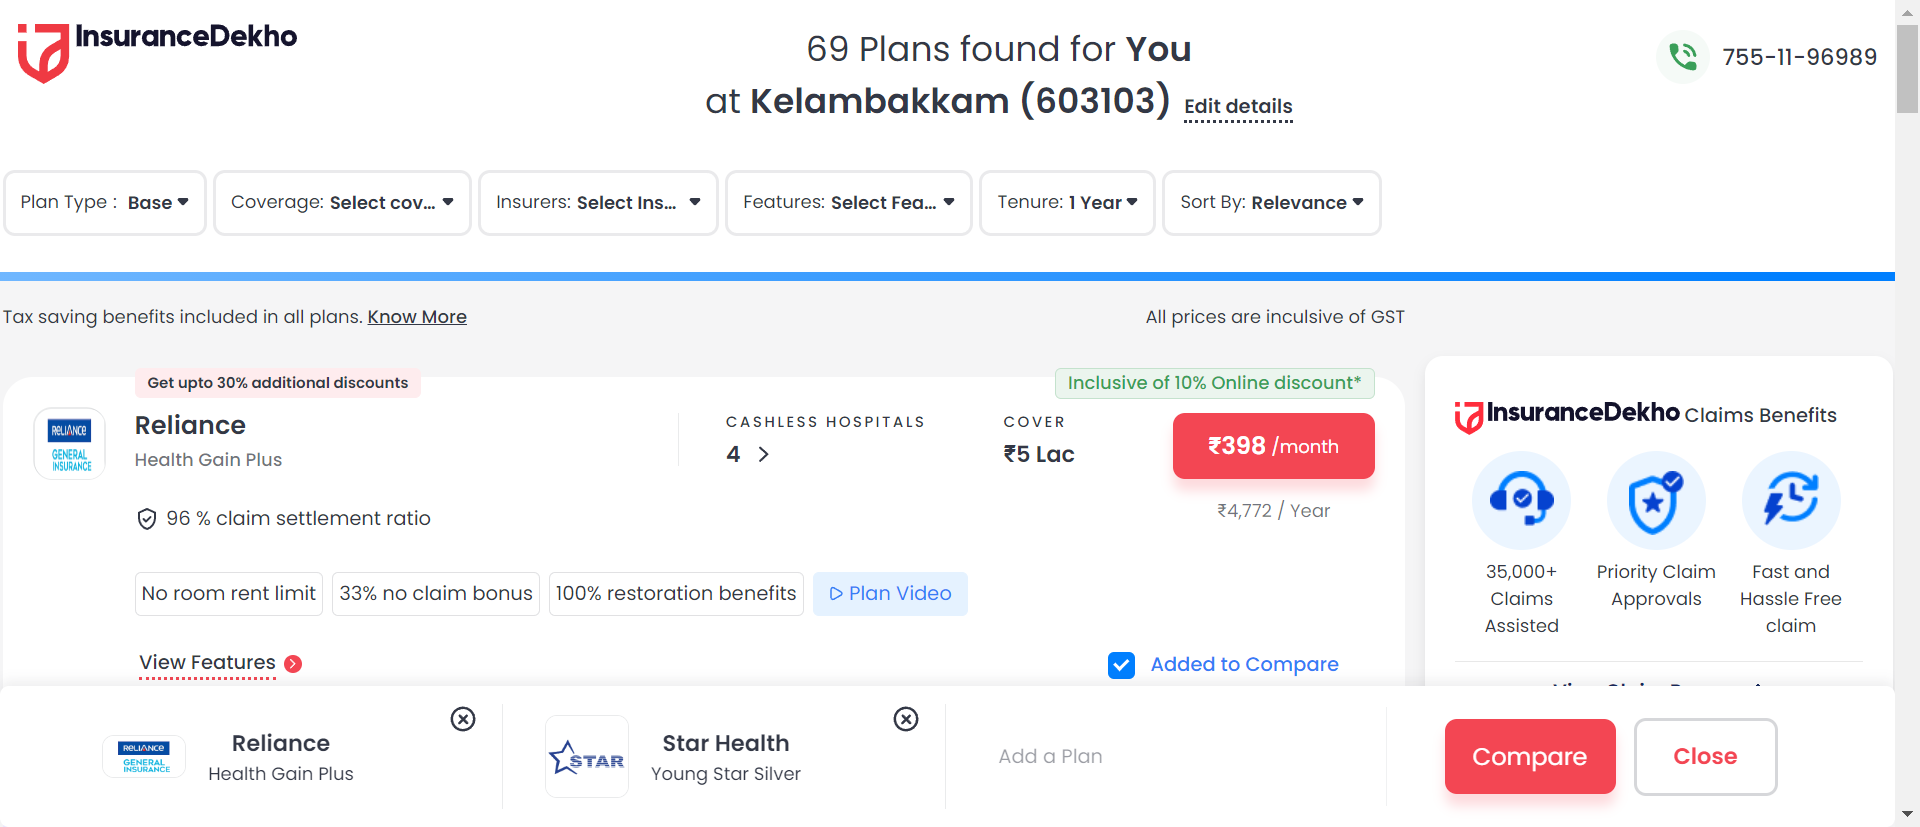 InsuranceDekho
69 Plans found for You
at Kelambakkam (603103) Edit details
755-11-96989
Plan Type : Base
Coverage: Select cov...
Insurers: Select Ins...
Features: Select Fea...
Tenure: 1 Year
Sort By: Relevance
Tax saving benefits included in all plans. Know More
All prices are inculsive of GST
Get upto 30% additional discounts
Inclusive of 10% Online discount*
RELIANCE
GENERAL
INSURANCE
Reliance
Health Gain Plus
CASHLESS HOSPITALS
4
COVER
₹5 Lac
₹398 /month
₹4,772 / Year
96 % claim settlement ratio
No room rent limit
33% no claim bonus
100% restoration benefits
Plan Video
View Features
Added to Compare
InsuranceDekho Claims Benefits
35,000+
Claims
Assisted
Priority Claim
Approvals
Fast and
Hassle Free
claim
RELIANCE
GENERAL
INSURANCE
Reliance
Health Gain Plus
STAR
Star Health
Young Star Silver
Add a Plan
Compare
Close